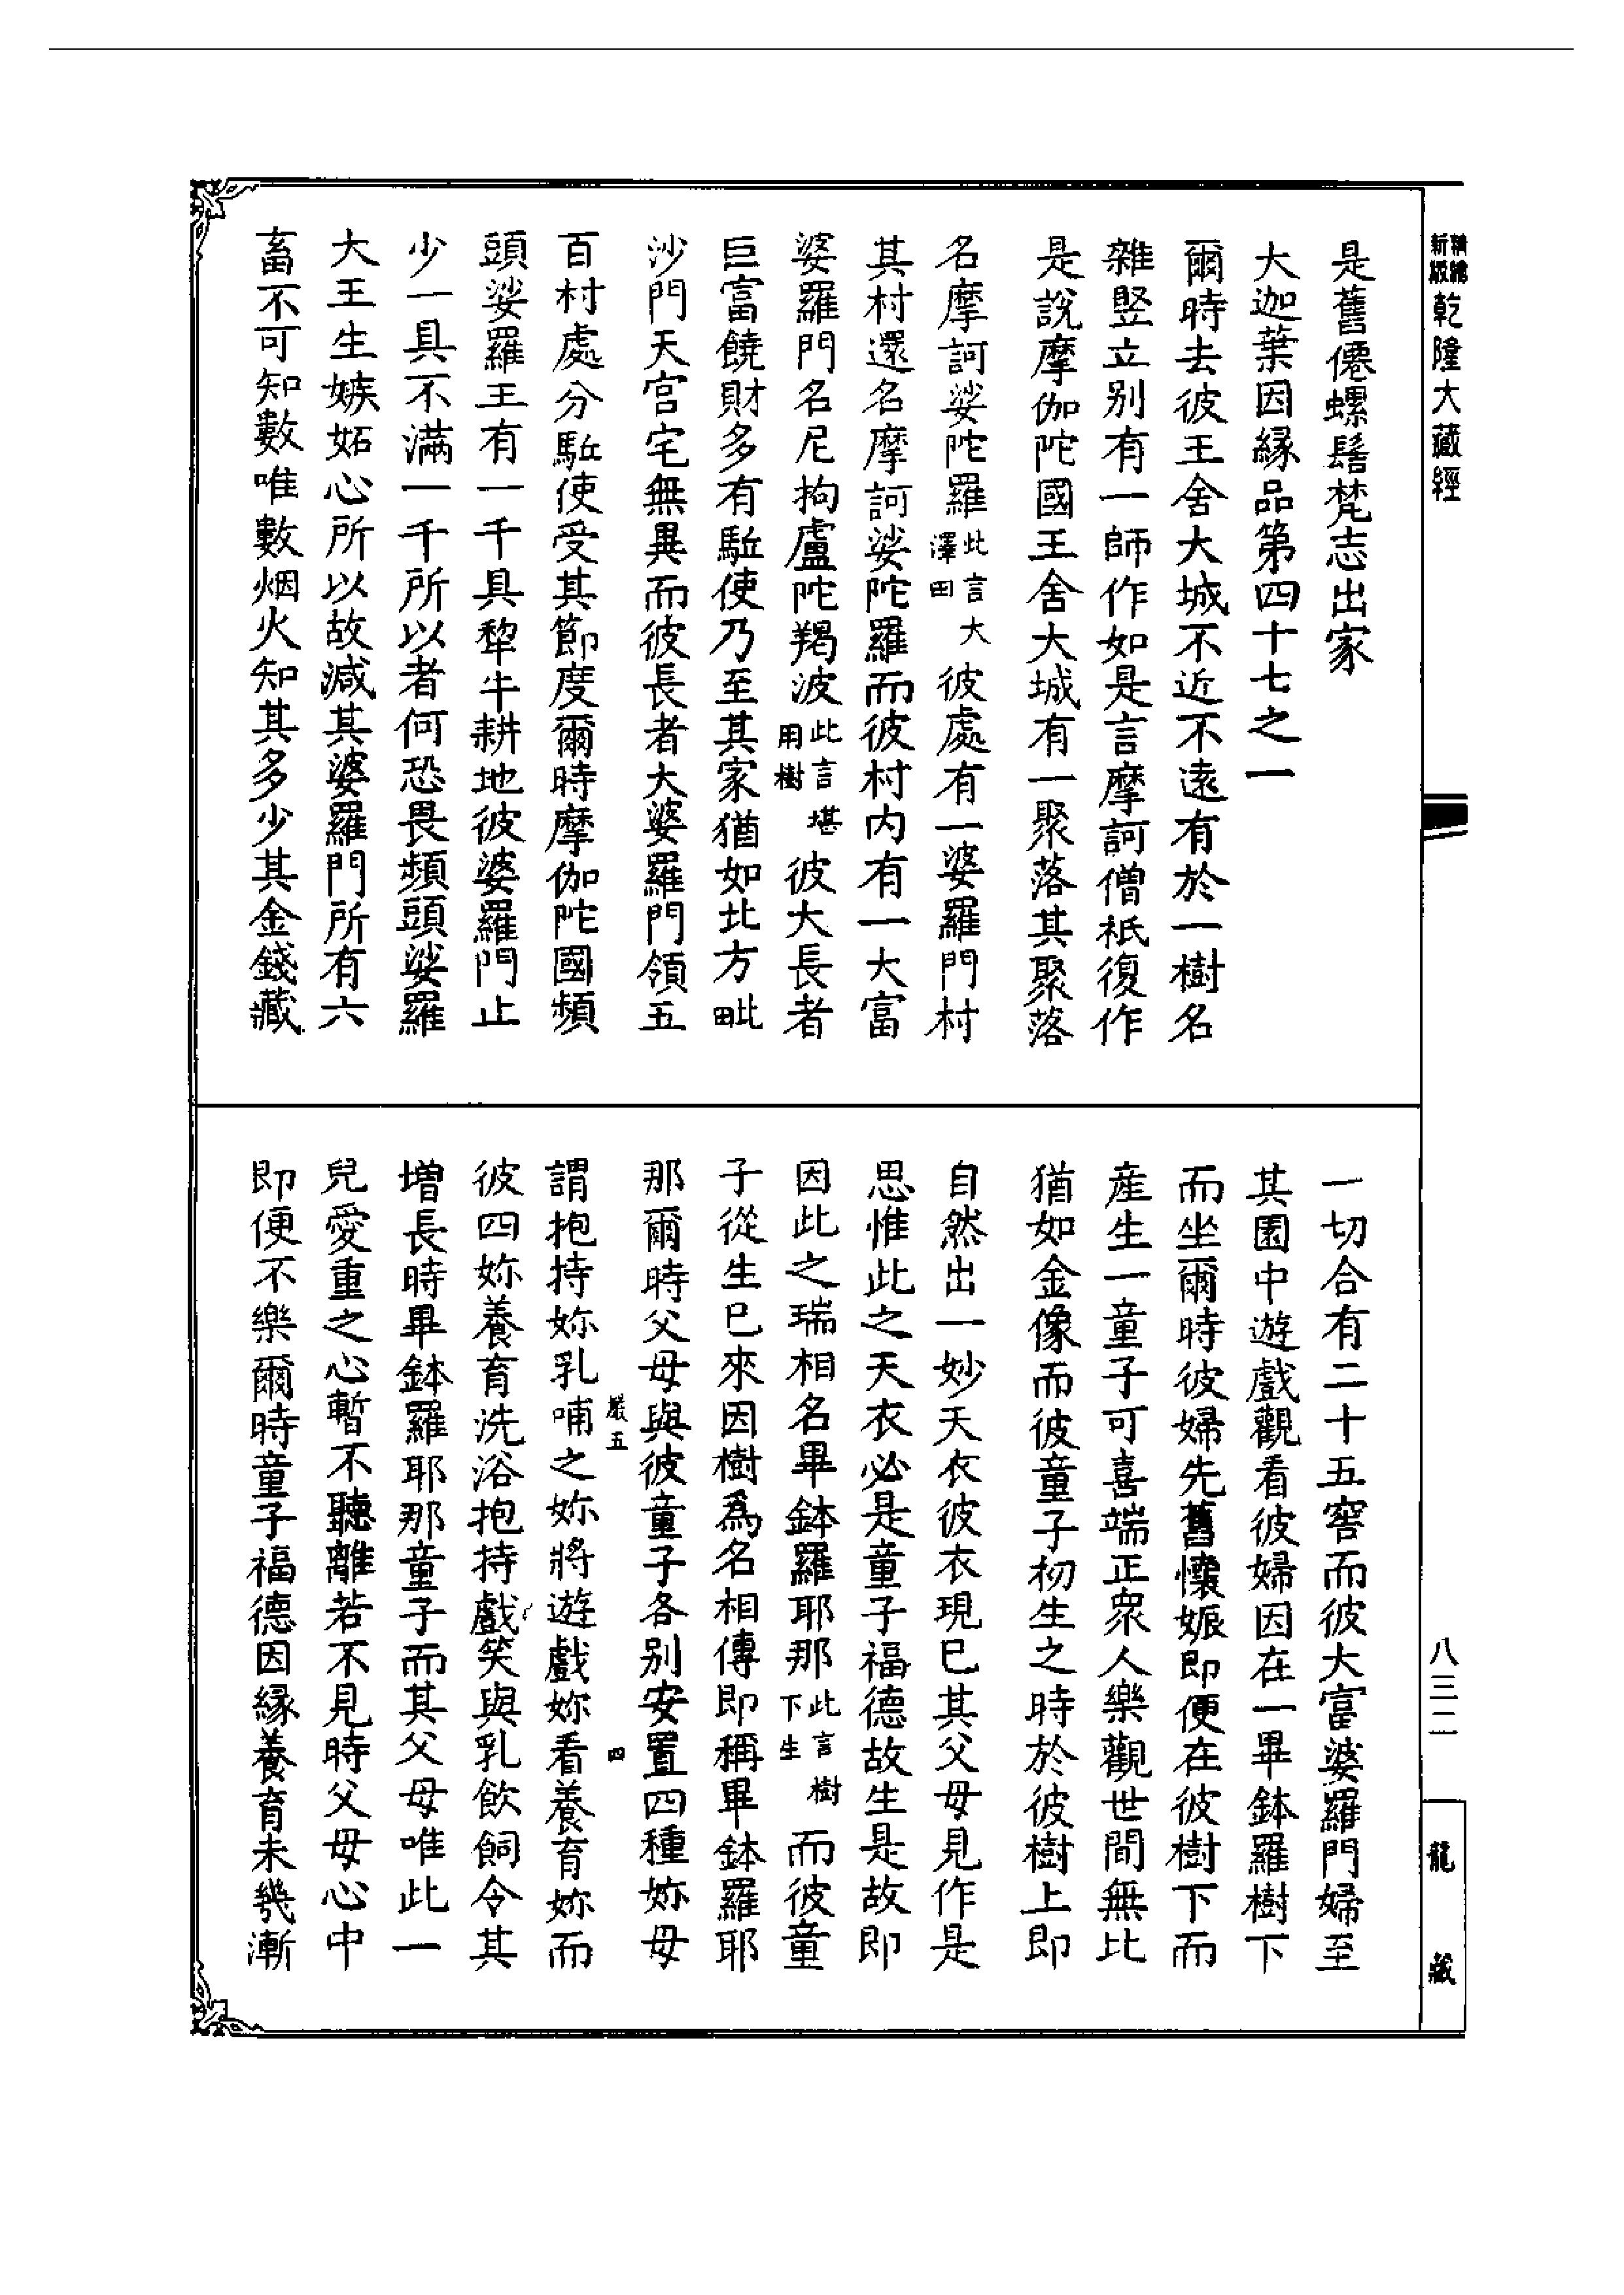 精緻新版乾隆大藏經
是舊僊螺髻梵志出家
大迦葉因縁品第四十七之一
爾時去彼王舍大城不近不遠有於一樹名
雜竪立别有一師作如是言摩訶僧祇復作
是説摩伽陀國王舍大城有一聚落其聚落
名摩訶娑陀羅此言大澤田彼處有一婆羅門村
其村還名摩訶娑陀羅而彼村内有一大富
婆羅門名尼拘盧陀羯波此言堪用樹彼大長者
巨富饒財多有駈使乃至其家猶如北方毗
沙門天宫宅無異而彼長者大婆羅門領五
百村處分駈使受其節度爾時摩伽陀國頻
頭娑羅王有一千具犂牛耕地彼婆羅門止
少一具不滿一千所以者何恐畏頻頭娑羅
大王生嫉妬心所以故減其婆羅門所有六
畜不可知數唯數烟火知其多少其金錢藏
一切合有二十五窖而彼大富婆羅門婦至
其園中遊戲觀看彼婦因在一畢鉢羅樹下
而坐爾時彼婦先舊懷娠即便在彼樹下而
産生一童子可喜端正衆人樂觀世間無比
猶如金像而彼童子初生之時於彼樹上即
自然出一妙天衣彼衣現已其父母見作是
思惟此之天衣必是童子福德故生是故即
因此之瑞相名畢鉢羅耶那此言樹下生而彼童
子從生已來因樹爲名相傳即稱畢鉢羅耶
那爾時父母與彼童子各别安置四種妳母
嚴五 四
謂抱持妳乳哺之妳將遊戲妳看養育妳而
彼四妳養育洗浴抱持戲笑與乳飲飼令其
增長時畢鉢羅耶那童子而其父母唯此一
兒愛重之心暫不聽離若不見時父母心中
即便不樂爾時童子福德因縁養育未幾漸
八三二
龍藏